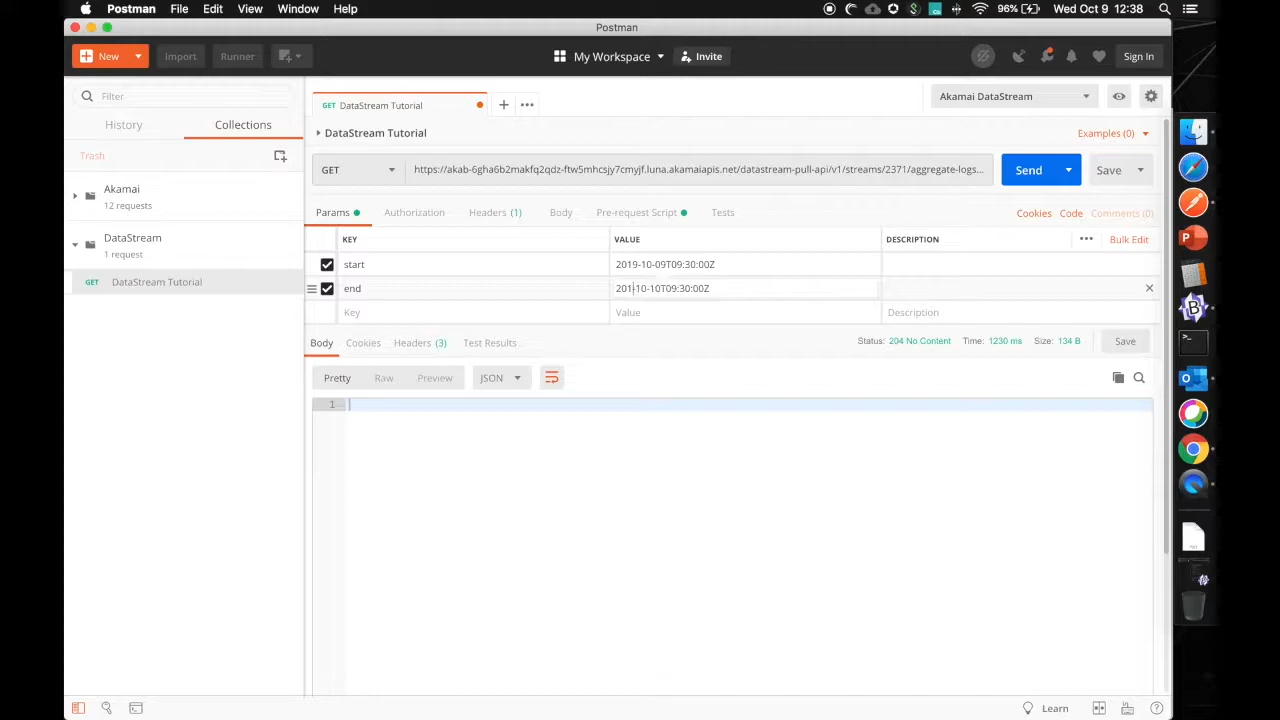 Postman File Edit View Window Help 96% Wed Oct 9 12:38
Postman
New Import Runner My Workspace Invite Sign In
Filter
History Collections
Trash
Akamai
12 requests
DataStream
1 request
GET DataStream Tutorial
GET DataStream Tutorial
Akamai DataStream
DataStream Tutorial
Examples (0)
GET https://akab-6gha6b2makfq2qdz-ftw5mhcsjy7cmyjf.luna.akamaiapis.net/datastream-pull-api/v1/streams/2371/aggregate-logs... Send Save
Params Authorization Headers (1) Body Pre-request Script Tests Cookies Code Comments (0)
KEY VALUE DESCRIPTION Bulk Edit
start 2019-10-09T09:30:00Z
end 201-10-10T09:30:00Z
Key Value Description
Body Cookies Headers (3) Test Results Status: 204 No Content Time: 1230 ms Size: 134 B Save
Pretty Raw Preview JSON
1
Learn